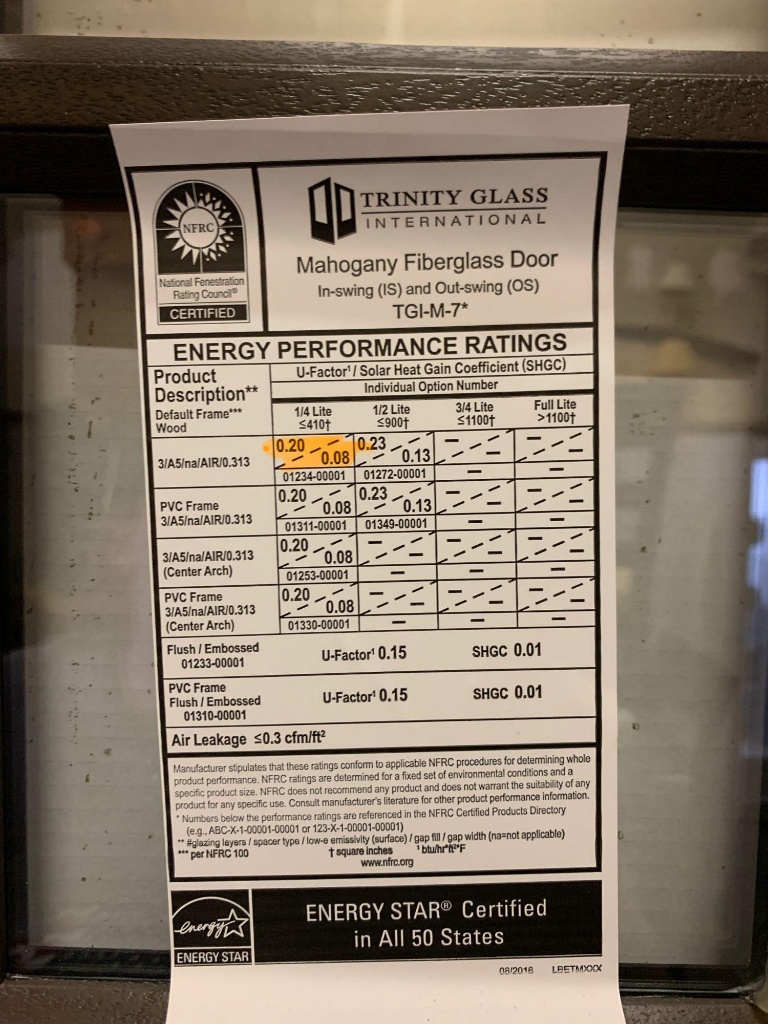 NFRC
National Fenestration
Rating Council®
CERTIFIED
TRINITY GLASS
INTERNATIONAL
Mahogany Fiberglass Door
In-swing (IS) and Out-swing (OS)
TGI-M-7*
ENERGY PERFORMANCE RATINGS
Product
Description**
Default Frame***
Wood
U-Factor¹ / Solar Heat Gain Coefficient (SHGC)
Individual Option Number
1/4 Lite ≤410† 1/2 Lite ≤900† 3/4 Lite ≤1100† Full Lite >1100†
3/A5/na/AIR/0.313 0.20 0.08 0.23 0.13 – – – –
01234-00001 01272-00001 – –
PVC Frame
3/A5/na/AIR/0.313 0.20 0.08 0.23 0.13 – – – –
01311-00001 01349-00001 – –
3/A5/na/AIR/0.313
(Center Arch) 0.20 0.08 – – – – – –
01253-00001 – – –
PVC Frame
3/A5/na/AIR/0.313
(Center Arch) 0.20 0.08 – – – – – –
01330-00001 – – –
Flush / Embossed
01233-00001 U-Factor¹ 0.15 SHGC 0.01
PVC Frame
Flush / Embossed
01310-00001 U-Factor¹ 0.15 SHGC 0.01
Air Leakage ≤0.3 cfm/ft²
Manufacturer stipulates that these ratings conform to applicable NFRC procedures for determining whole
product performance. NFRC ratings are determined for a fixed set of environmental conditions and a
specific product size. NFRC does not recommend any product and does not warrant the suitability of any
product for any specific use. Consult manufacturer's literature for other product performance information.
* Numbers below the performance ratings are referenced in the NFRC Certified Products Directory
(e.g., ABC-X-1-00001-00001 or 123-X-1-00001-00001)
** #glazing layers / spacer type / low-e emissivity (surface) / gap fill / gap width (na=not applicable)
*** per NFRC 100 † square inches ¹ btu/hr*ft²*F
www.nfrc.org
energy
ENERGY STAR
ENERGY STAR® Certified
in All 50 States
08/2018 LBETMXXX